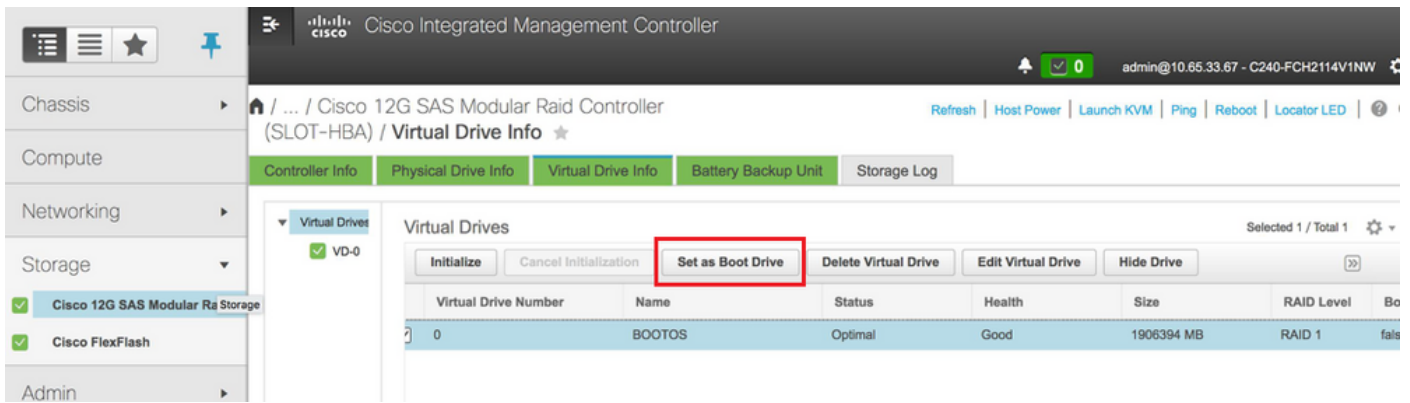 cisco Cisco Integrated Management Controller
0 admin@10.65.33.67 - C240-FCH2114V1NW
Chassis
Compute
Networking
Storage
Cisco 12G SAS Modular Ra
Storage
Cisco FlexFlash
Admin
/ ... / Cisco 12G SAS Modular Raid Controller
(SLOT-HBA) / Virtual Drive Info
Refresh | Host Power | Launch KVM | Ping | Reboot | Locator LED |
Controller Info Physical Drive Info Virtual Drive Info Battery Backup Unit Storage Log
Virtual Drives
VD-0
Virtual Drives Selected 1 / Total 1
Initialize Cancel Initialization Set as Boot Drive Delete Virtual Drive Edit Virtual Drive Hide Drive
Virtual Drive Number Name Status Health Size RAID Level Bo
0 BOOTOS Optimal Good 1906394 MB RAID 1 fals